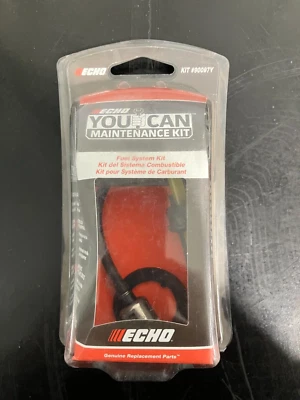 ECHO KIT #90097Y
ECHO
YOU CAN
MAINTENANCE KIT
Fuel System Kit
Kit del Sistema Combustible
Kit pour Système de Carburant
ECHO
Genuine Replacement Parts™